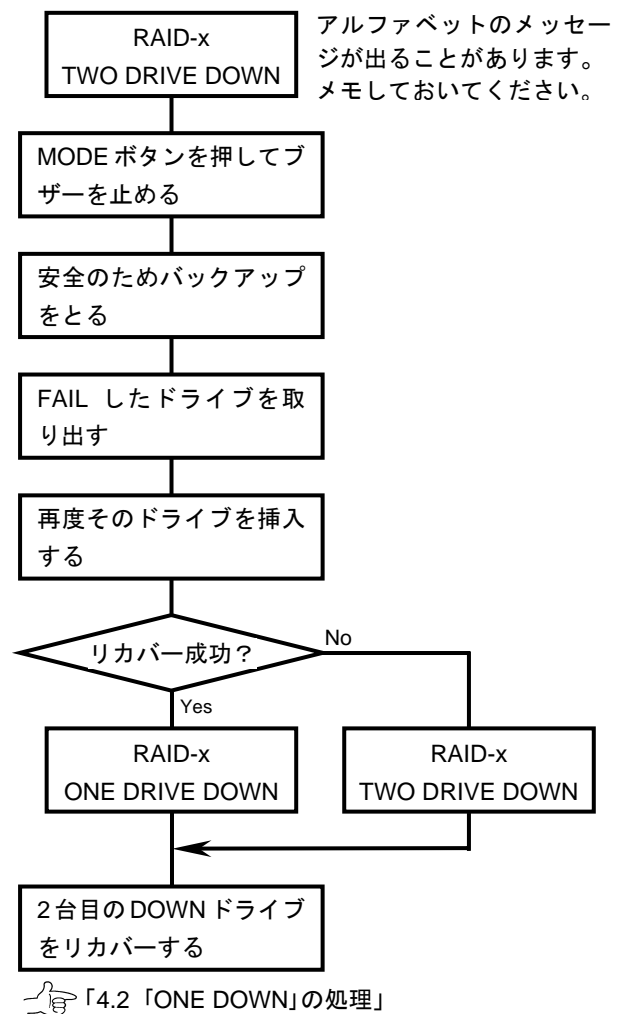 RAID-x
TWO DRIVE DOWN
アルファベットのメッセー
ジが出ることがあります。
メモしておいてください。
MODE ボタンを押してブ
ザーを止める
安全のためバックアップ
をとる
FAIL したドライブを取
り出す
再度そのドライブを挿入
する
リカバー成功？
No
Yes
RAID-x
ONE DRIVE DOWN
RAID-x
TWO DRIVE DOWN
2台目のDOWNドライブ
をリカバーする
「4.2「ONE DOWN」の処理」